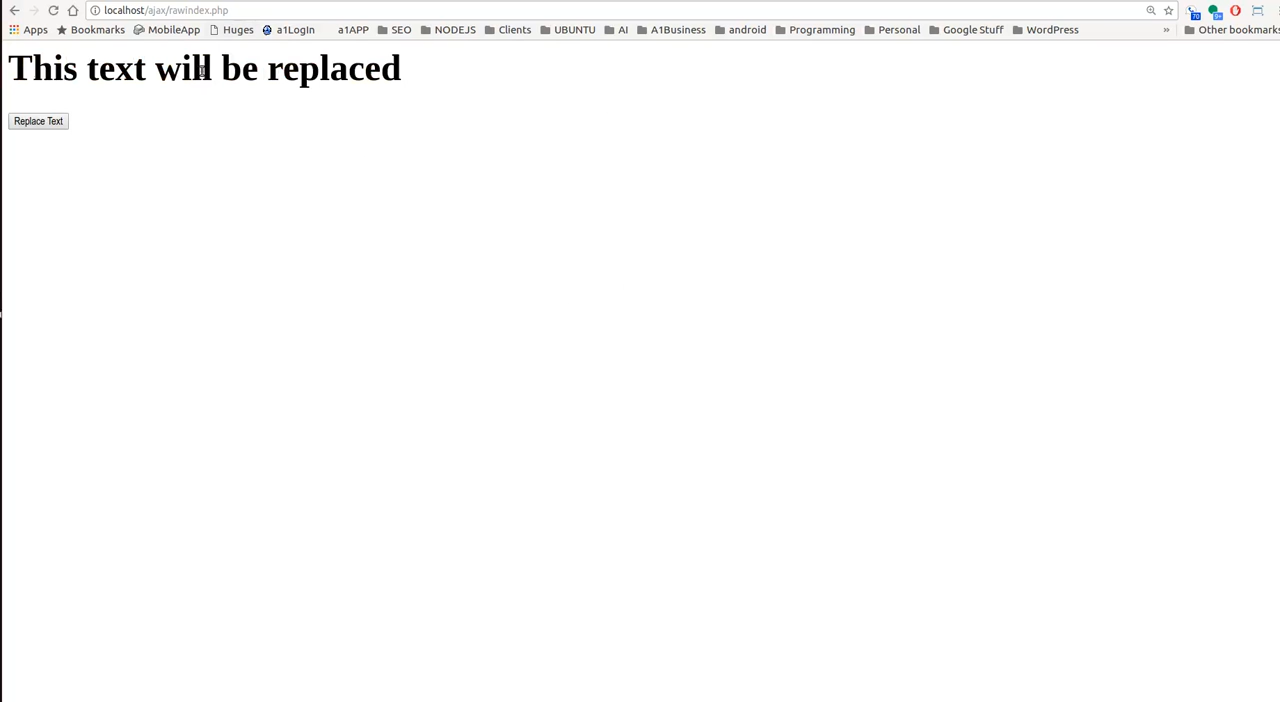 localhost/ajax/rawindex.php
Apps Bookmarks MobileApp Huges a1LogIn a1APP SEO NODEJS Clients UBUNTU AI A1Business android Programming Personal Google Stuff WordPress » Other bookmarks
This text will be replaced
Replace Text